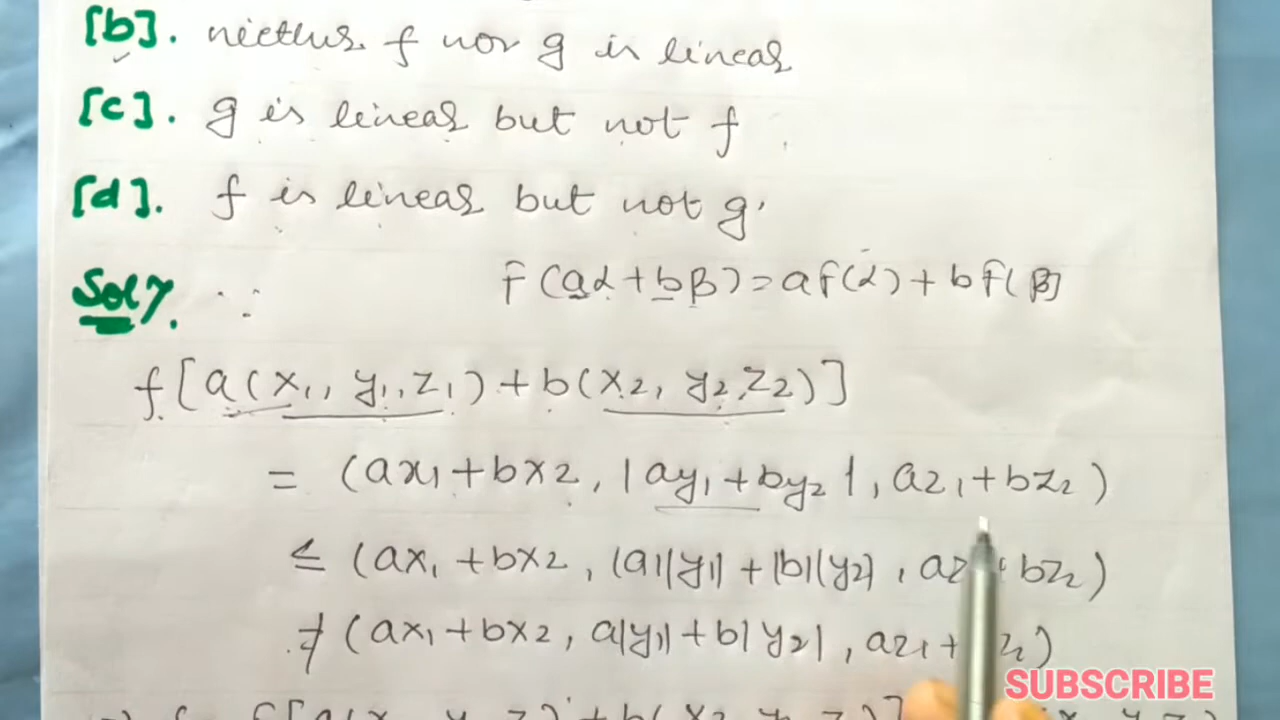 [b]. niethus f nor g is linear
[c]. g is linear but not f
[d]. f is linear but not g.
Soln. ∵ f(aα+bβ)=af(α)+bf(β)
f[a(x₁, y₁, z₁)+b(x₂, y₂, z₂)]
= (ax₁+bx₂, |ay₁+by₂|, az₁+bz₂)
≤ (ax₁+bx₂, |a||y₁|+|b||y₂|, az₁+bz₂)
≠ (ax₁+bx₂, a|y₁|+b|y₂|, az₁+ z₂)
SUBSCRIBE